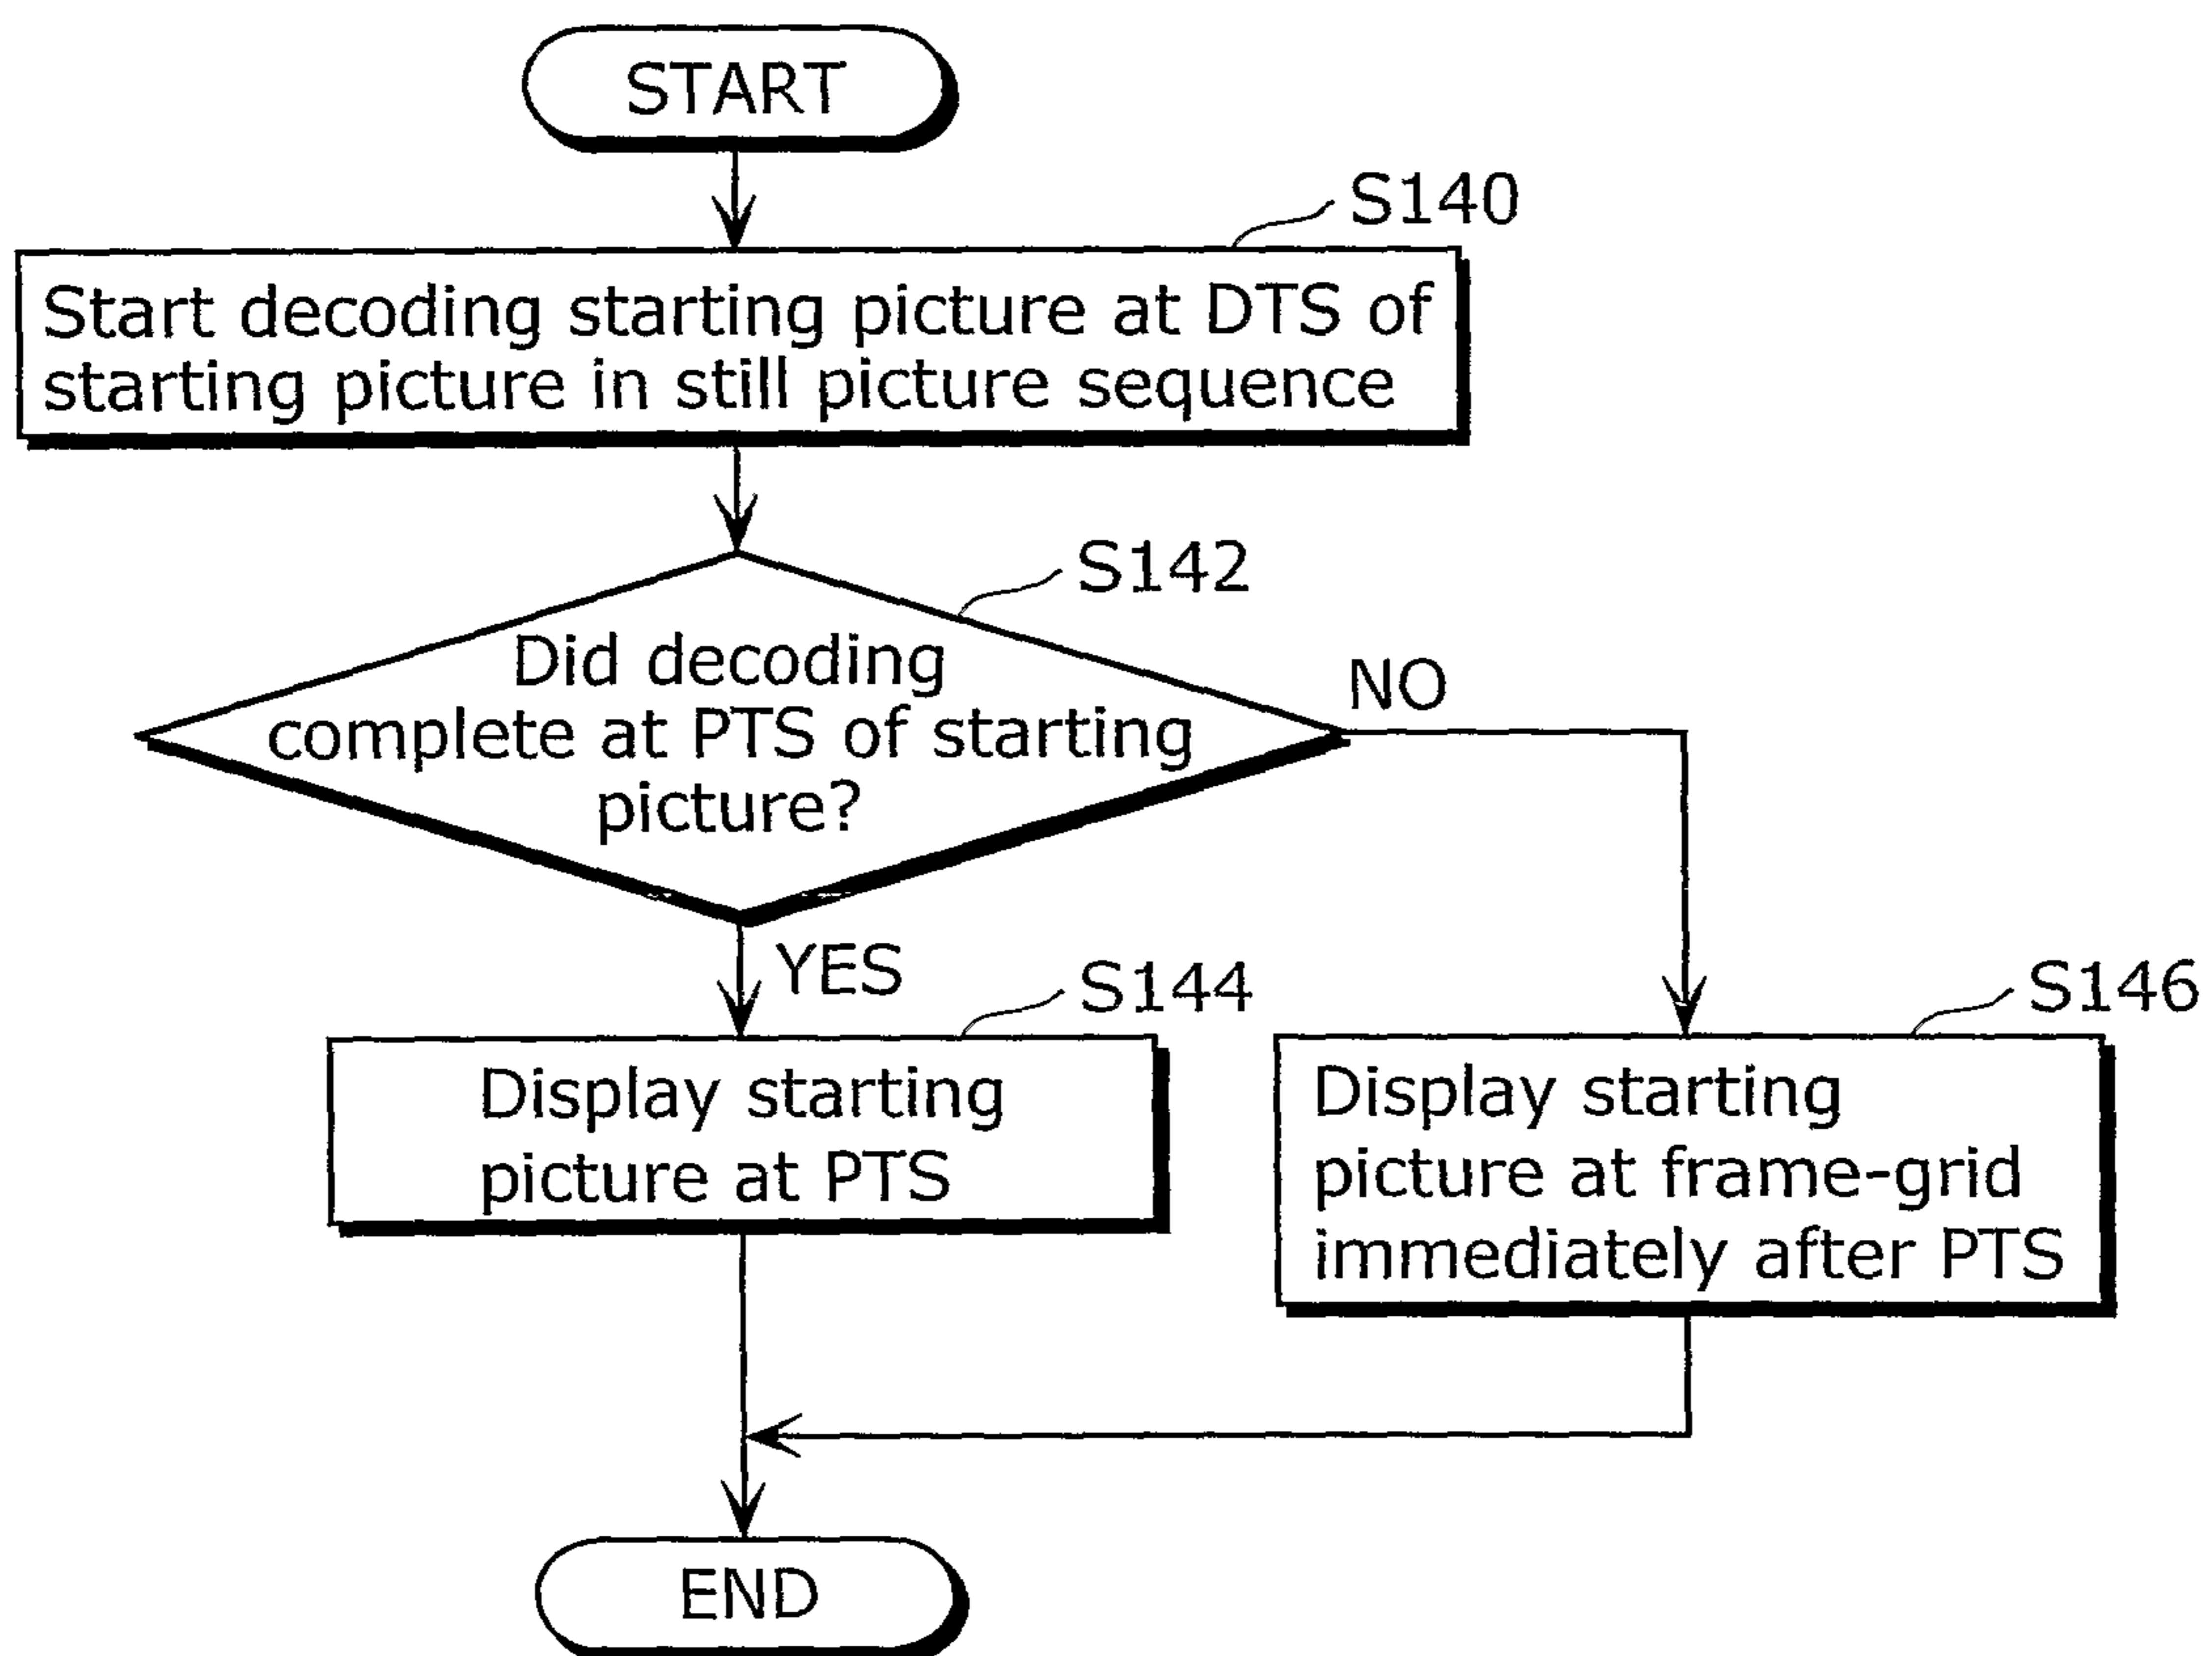 START
S140
Start decoding starting picture at DTS of
starting picture in still picture sequence
S142
Did decoding
complete at PTS of starting
picture?
NO
YES
S144
Display starting
picture at PTS
S146
Display starting
picture at frame-grid
immediately after PTS
END